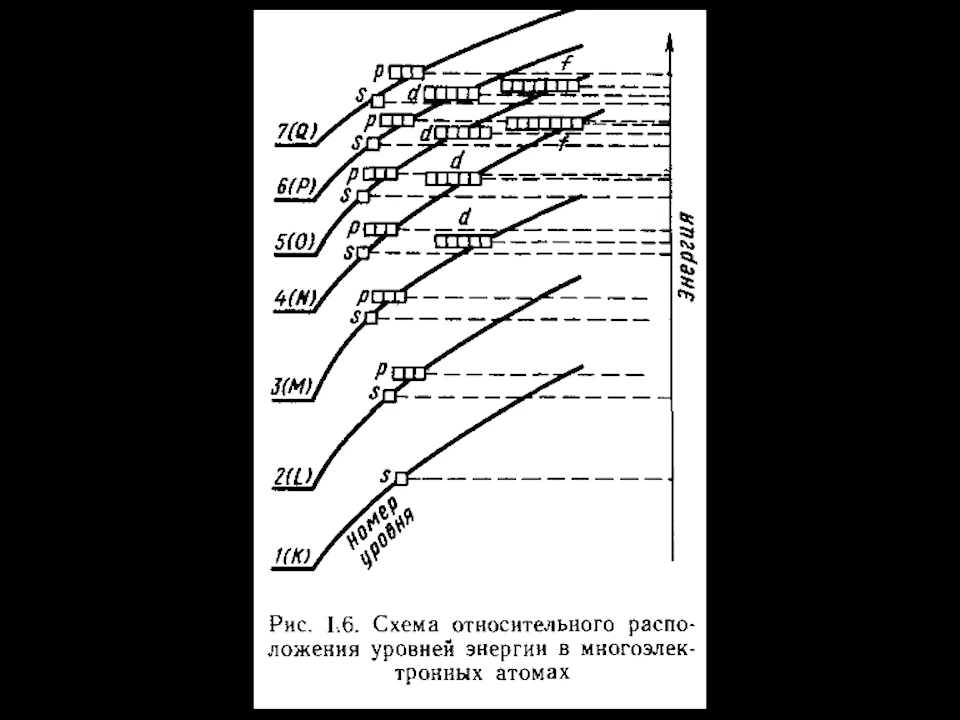 p
f
s
d
7(Q)
p
d
f
s
6(P)
p
d
s
5(O)
p
d
s
4(N)
p
s
3(M)
p
s
2(L)
s
1(K)
Номер
уровня
Энергия
Рис. I.6. Схема относительного распо-
ложения уровней энергии в многоэлек-
тронных атомах